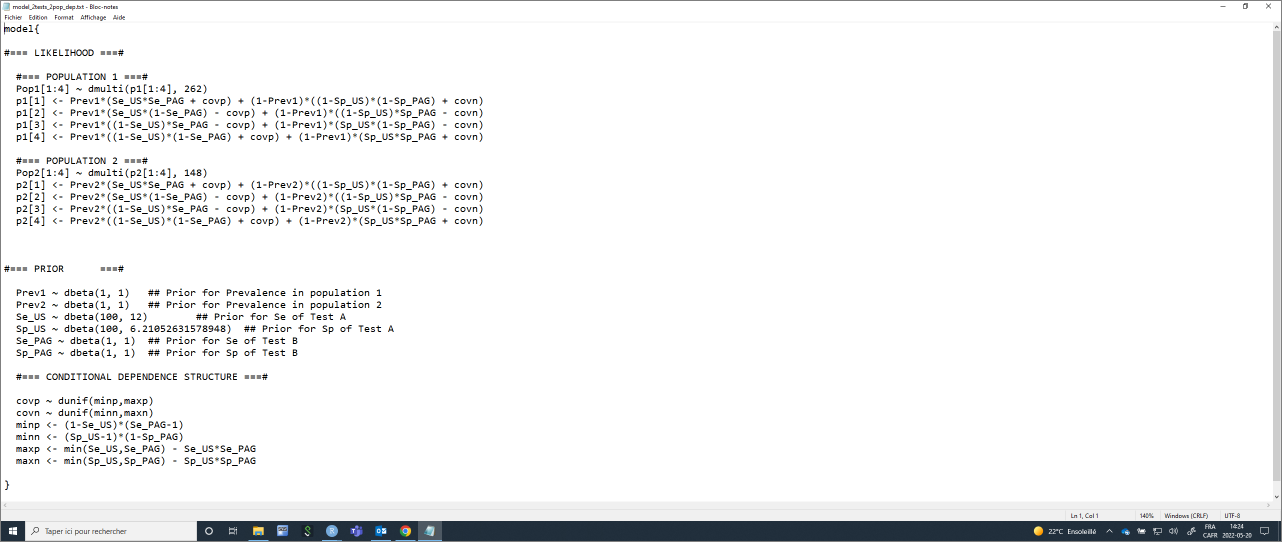 model_2tests_2pop_dep.txt - Bloc-notes
Fichier Edition Format Affichage Aide
model{
#=== LIKELIHOOD ===#
#=== POPULATION 1 ===#
Pop1[1:4] ~ dmulti(p1[1:4], 262)
p1[1] <- Prev1*(Se_US*Se_PAG + covp) + (1-Prev1)*((1-Sp_US)*(1-Sp_PAG) + covn)
p1[2] <- Prev1*(Se_US*(1-Se_PAG) - covp) + (1-Prev1)*((1-Sp_US)*Sp_PAG - covn)
p1[3] <- Prev1*((1-Se_US)*Se_PAG - covp) + (1-Prev1)*(Sp_US*(1-Sp_PAG) - covn)
p1[4] <- Prev1*((1-Se_US)*(1-Se_PAG) + covp) + (1-Prev1)*(Sp_US*Sp_PAG + covn)
#=== POPULATION 2 ===#
Pop2[1:4] ~ dmulti(p2[1:4], 148)
p2[1] <- Prev2*(Se_US*Se_PAG + covp) + (1-Prev2)*((1-Sp_US)*(1-Sp_PAG) + covn)
p2[2] <- Prev2*(Se_US*(1-Se_PAG) - covp) + (1-Prev2)*((1-Sp_US)*Sp_PAG - covn)
p2[3] <- Prev2*((1-Se_US)*Se_PAG - covp) + (1-Prev2)*(Sp_US*(1-Sp_PAG) - covn)
p2[4] <- Prev2*((1-Se_US)*(1-Se_PAG) + covp) + (1-Prev2)*(Sp_US*Sp_PAG + covn)
#=== PRIOR ===#
Prev1 ~ dbeta(1, 1) ## Prior for Prevalence in population 1
Prev2 ~ dbeta(1, 1) ## Prior for Prevalence in population 2
Se_US ~ dbeta(100, 12) ## Prior for Se of Test A
Sp_US ~ dbeta(100, 6.21052631578948) ## Prior for Sp of Test A
Se_PAG ~ dbeta(1, 1) ## Prior for Se of Test B
Sp_PAG ~ dbeta(1, 1) ## Prior for Sp of Test B
#=== CONDITIONAL DEPENDENCE STRUCTURE ===#
covp ~ dunif(minp,maxp)
covn ~ dunif(minn,maxn)
minp <- (1-Se_US)*(Se_PAG-1)
minn <- (Sp_US-1)*(1-Sp_PAG)
maxp <- min(Se_US,Se_PAG) - Se_US*Se_PAG
maxn <- min(Sp_US,Sp_PAG) - Sp_US*Sp_PAG
}
Ln 1, Col 1 140% Windows (CRLF) UTF-8
Taper ici pour rechercher
22°C Ensoleillé
FRA
CAFR
14:24
2022-05-20